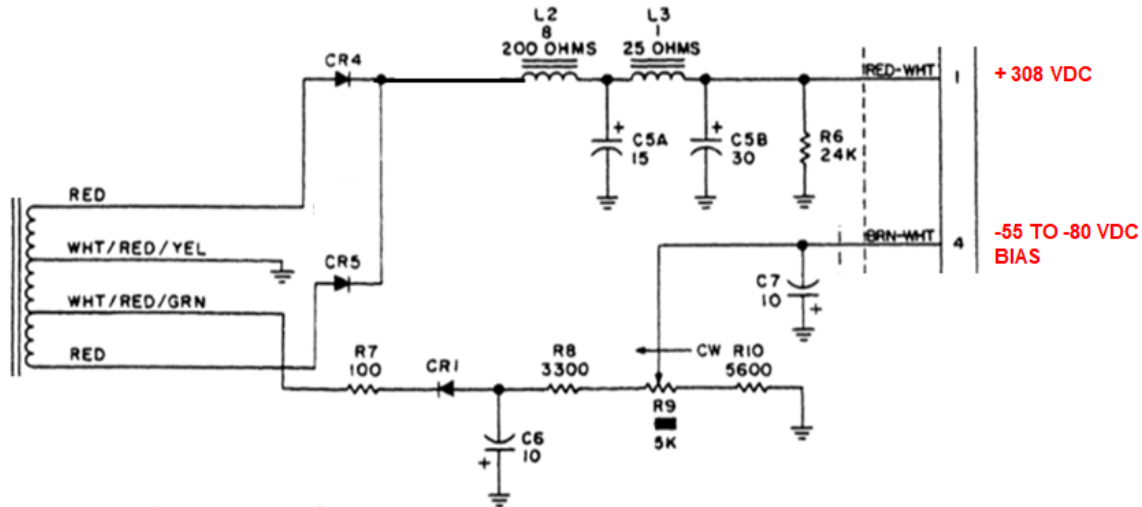 L2
8
200 OHMS
L3
1
25 OHMS
CR4
RED-WHT
1
+ 308 VDC
C5A
15
+
C5B
30
+
R6
24K
RED
WHT/RED/YEL
CR5
WHT/RED/GRN
RED
BRN-WHT
4
-55 TO -80 VDC
BIAS
C7
10
+
R7
100
CR1
R8
3300
CW
R10
5600
R9
5K
C6
10
+